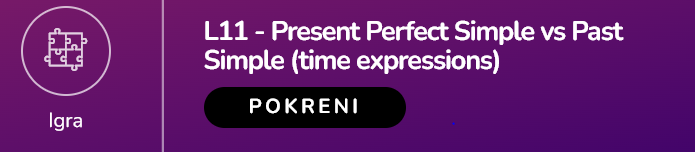 Igra
L11 - Present Perfect Simple vs Past
Simple (time expressions)
POKRENI